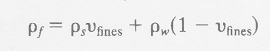 ρf = ρsυfines + ρw(1 − υfines)